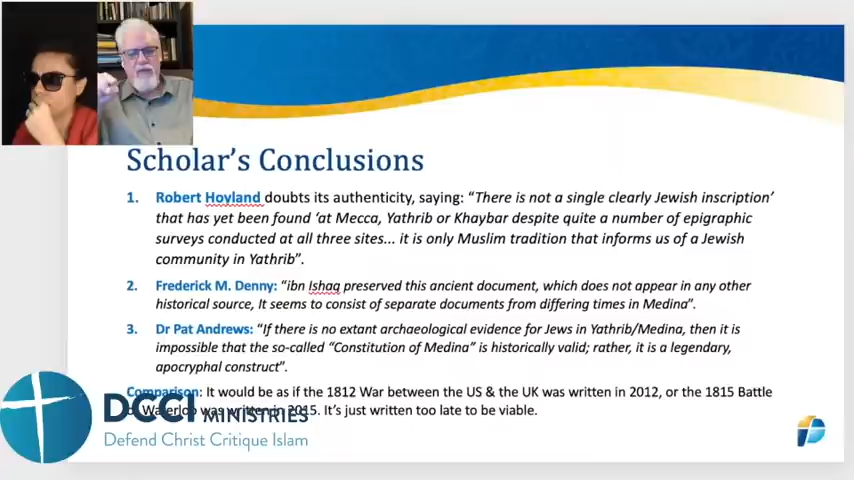 Scholar's Conclusions
1. Robert Hoyland doubts its authenticity, saying: "There is not a single clearly Jewish inscription'
that has yet been found 'at Mecca, Yathrib or Khaybar despite quite a number of epigraphic
surveys conducted at all three sites... it is only Muslim tradition that informs us of a Jewish
community in Yathrib".
2. Frederick M. Denny: "ibn Ishaq preserved this ancient document, which does not appear in any other
historical source, It seems to consist of separate documents from differing times in Medina".
3. Dr Pat Andrews: "If there is no extant archaeological evidence for Jews in Yathrib/Medina, then it is
impossible that the so-called "Constitution of Medina" is historically valid; rather, it is a legendary,
apocryphal construct".
Comparison: It would be as if the 1812 War between the US & the UK was written in 2012, or the 1815 Battle
of Waterloo was written in 2015. It's just written too late to be viable.
DCCI MINISTRIES
Defend Christ Critique Islam